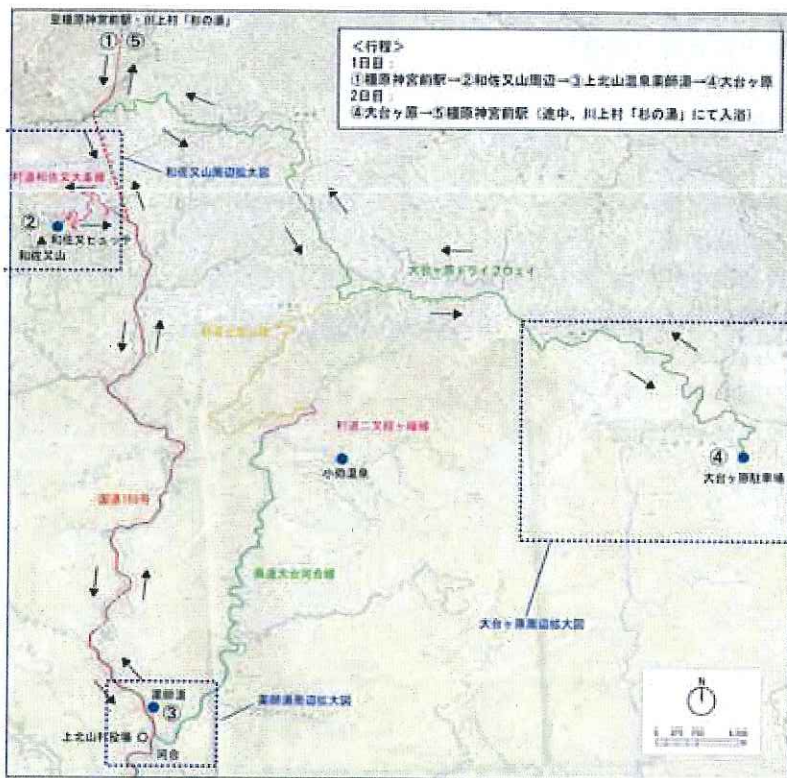 至橿原神宮前駅・川上村「杉の湯」
① ⑤
<行程>
1日目：
①橿原神宮前駅→②和佐又山周辺→③上北山温泉薬師湯→④大台ヶ原
2日目：
④大台ヶ原→⑤橿原神宮前駅（途中、川上村「杉の湯」にて入浴）
和佐又山周辺拡大図
村道和佐又大峯線
②
和佐又ヒュッテ
▲
和佐又山
大台ヶ原ドライブウェイ
村道二又経ヶ峰線
小処温泉
④
大台ヶ原駐車場
国道169号
県道大台河合線
大台ヶ原周辺拡大図
薬師湯
③
薬師湯周辺拡大図
上北山村役場
河合
N